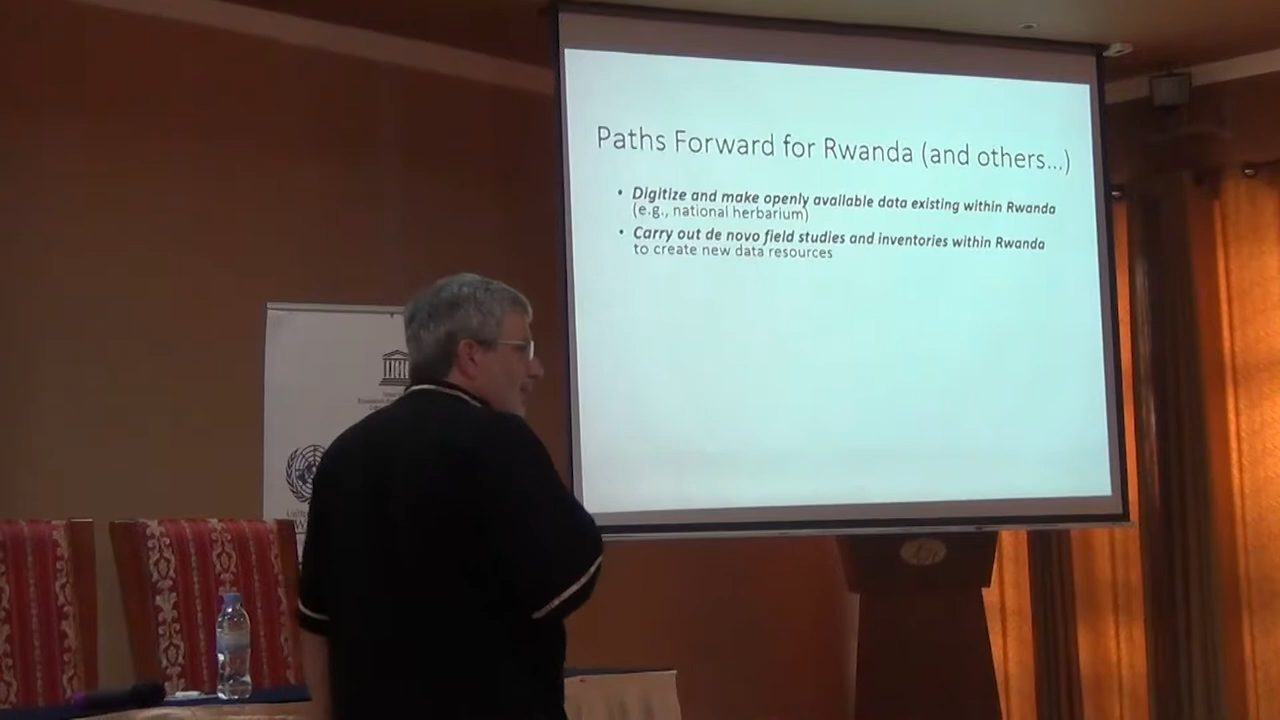 Paths Forward for Rwanda (and others...)
• Digitize and make openly available data existing within Rwanda
(e.g., national herbarium)
• Carry out de novo field studies and inventories within Rwanda
to create new data resources